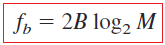 f_b = 2B log_2 M